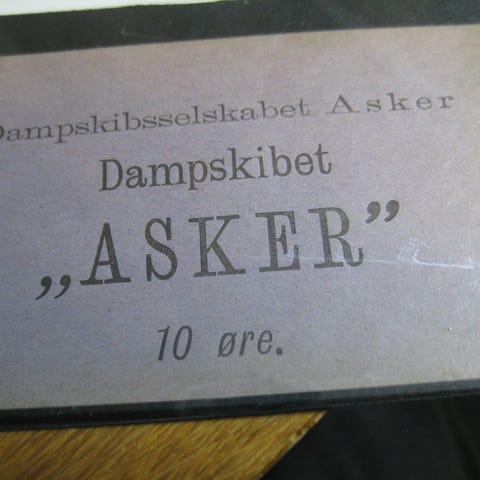 Dampskibsselskabet Asker
Dampskibet
„ASKER”
10 øre.